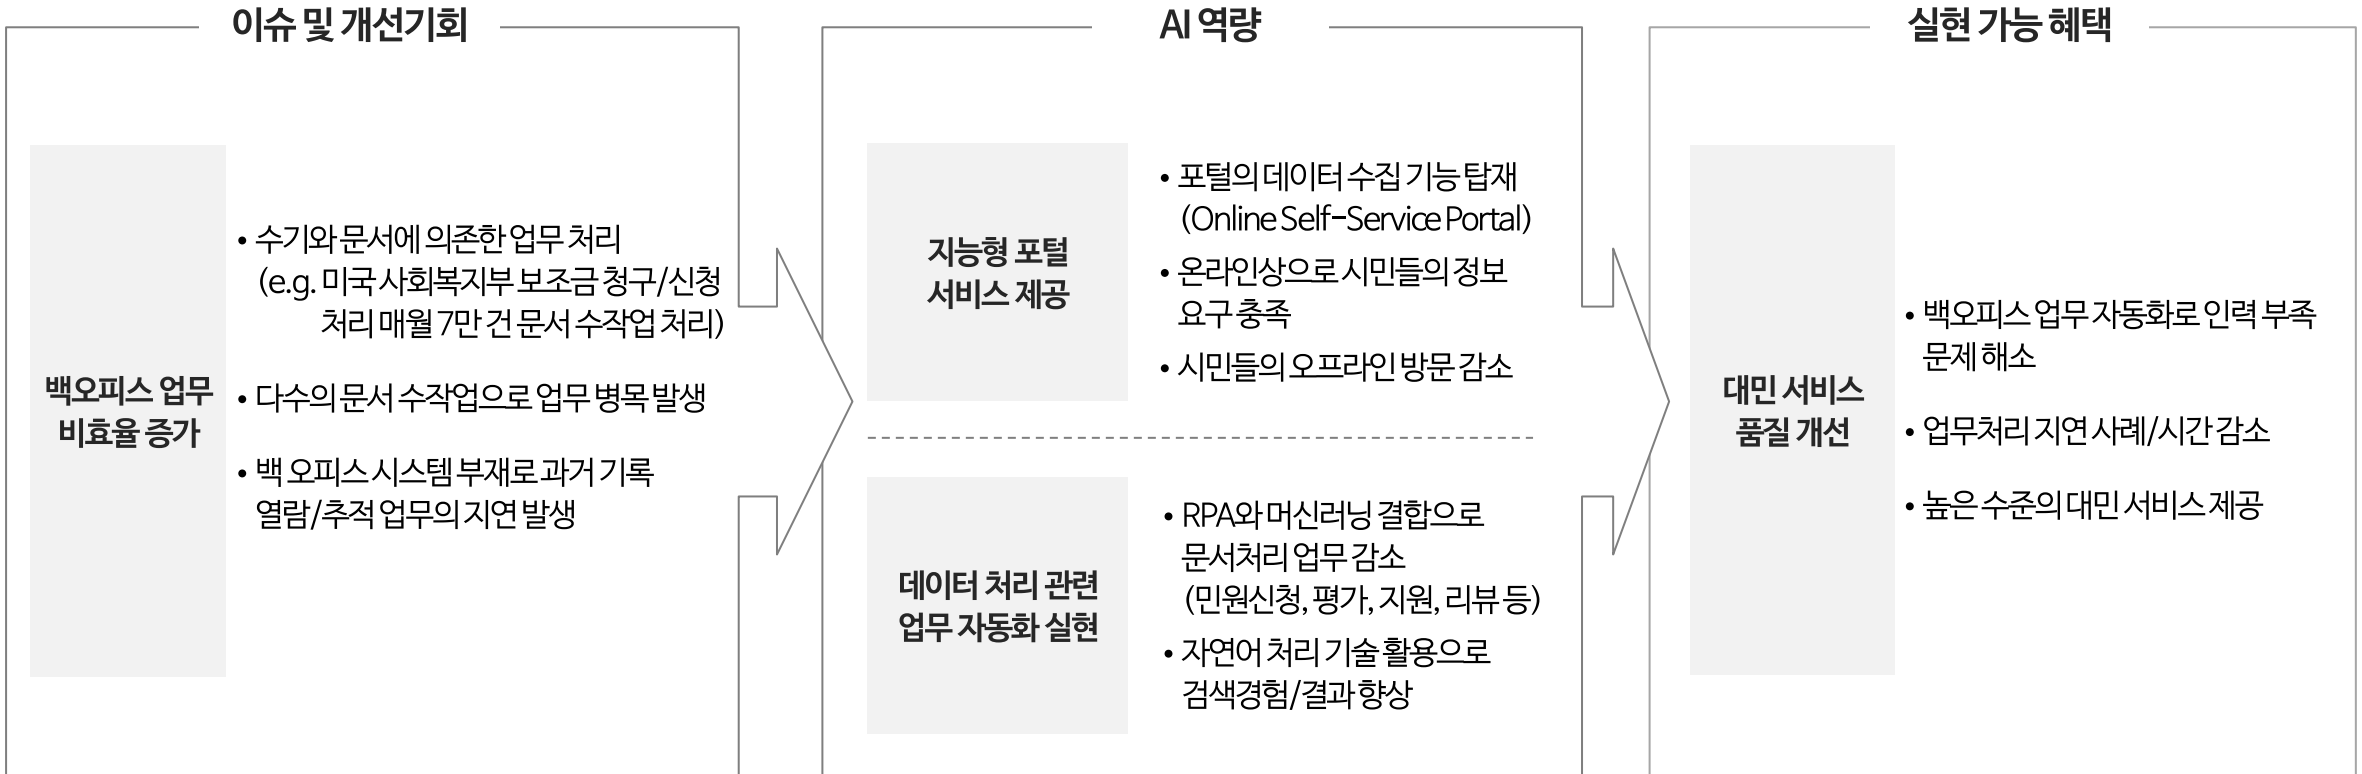 이슈 및 개선기회
백오피스 업무
비효율 증가
• 수기와 문서에 의존한 업무 처리
(e.g. 미국 사회복지부 보조금 청구/신청
처리 매월 7만 건 문서 수작업 처리)
• 다수의 문서 수작업으로 업무 병목 발생
• 백 오피스 시스템 부재로 과거 기록
열람/추적 업무의 지연 발생
AI 역량
지능형 포털
서비스 제공
• 포털의 데이터 수집 기능 탑재
(Online Self-Service Portal)
• 온라인상으로 시민들의 정보
요구 충족
• 시민들의 오프라인 방문 감소
데이터 처리 관련
업무 자동화 실현
• RPA와 머신러닝 결합으로
문서처리 업무 감소
(민원신청, 평가, 지원, 리뷰 등)
• 자연어 처리 기술 활용으로
검색경험/결과 향상
실현 가능 혜택
대민 서비스
품질 개선
• 백오피스 업무 자동화로 인력 부족
문제 해소
• 업무처리 지연 사례/시간 감소
• 높은 수준의 대민 서비스 제공